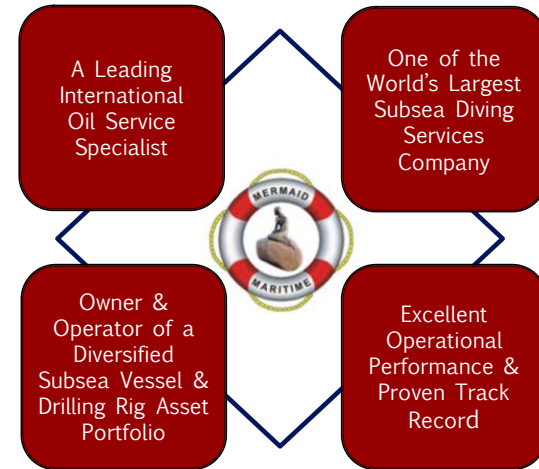 A Leading
International
Oil Service
Specialist
One of the
World's Largest
Subsea Diving
Services
Company
MERMAID
MARITIME
Owner &
Operator of a
Diversified
Subsea Vessel &
Drilling Rig Asset
Portfolio
Excellent
Operational
Performance &
Proven Track
Record